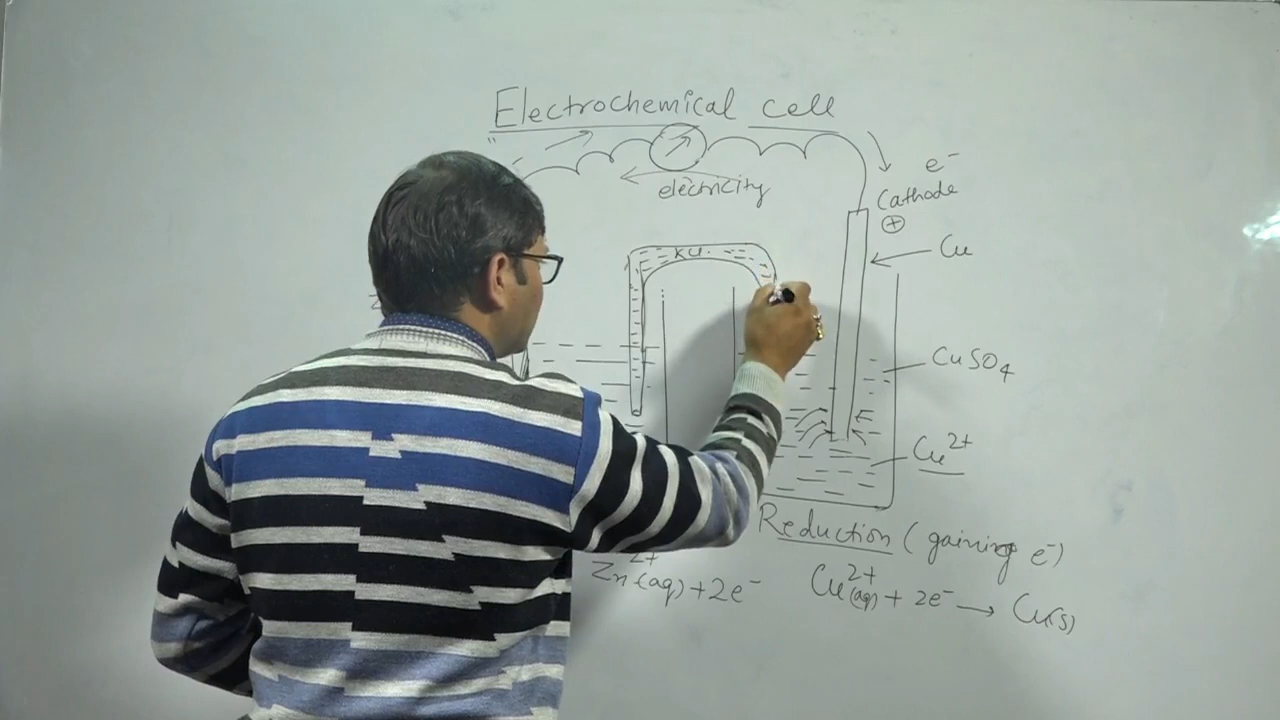 Electrochemical cell
electricity
e⁻
Cathode
⊕
KCl
Cu
CuSO₄
Cu²⁺
Reduction (gaining e⁻)
Zn²⁺(aq) + 2e⁻
Cu²⁺(aq) + 2e⁻ → Cu(s)